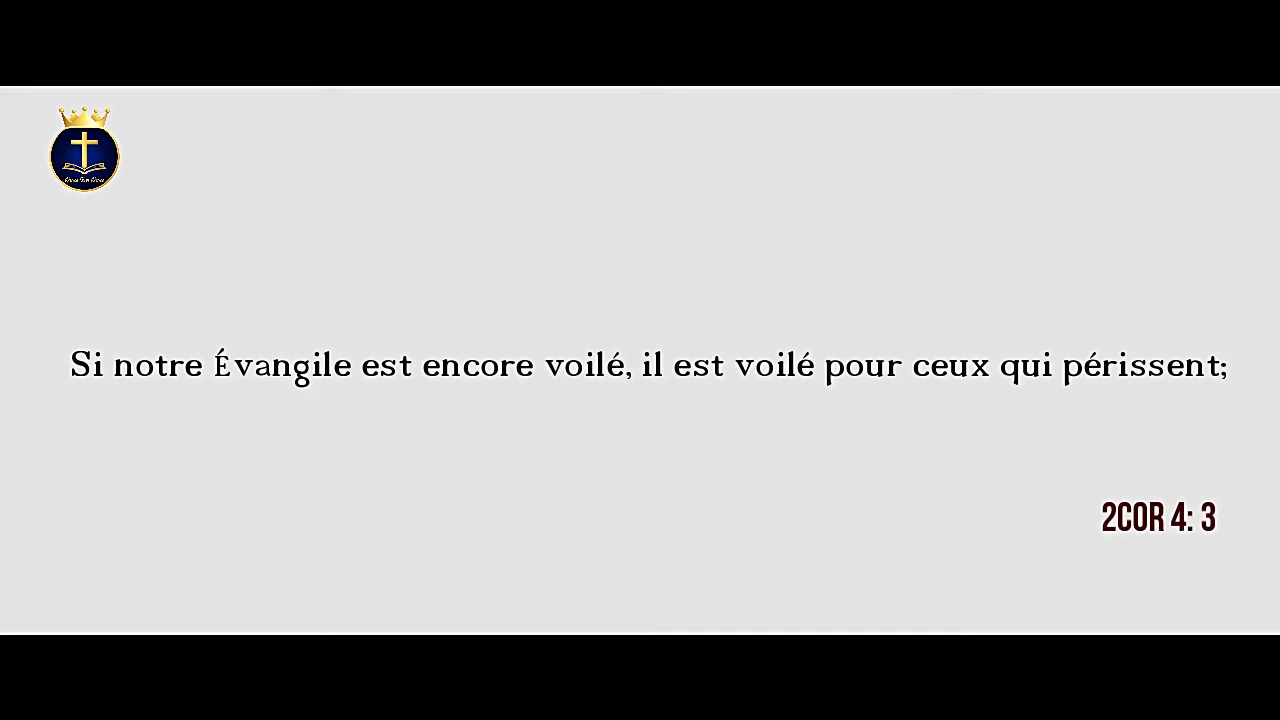 Si notre Évangile est encore voilé, il est voilé pour ceux qui périssent;
2COR 4: 3